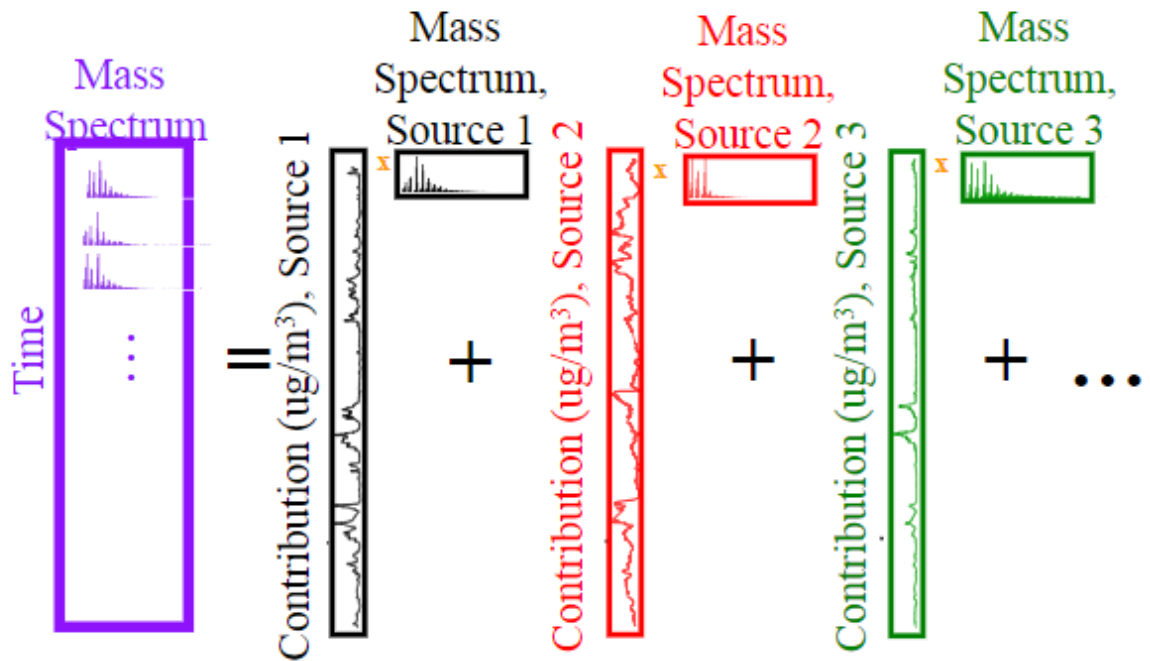 Mass
Spectrum
Time
=
Contribution (ug/m³), Source 1
x
Mass
Spectrum,
Source 1
+
Contribution (ug/m³), Source 2
x
Mass
Spectrum,
Source 2
+
Contribution (ug/m³), Source 3
x
Mass
Spectrum,
Source 3
+
...